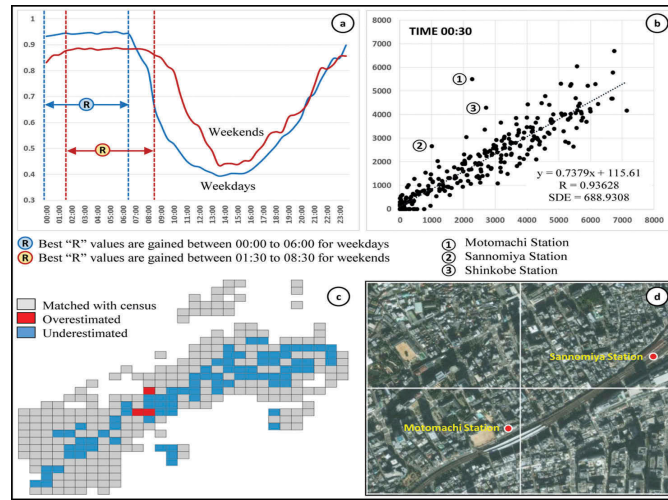 a
1
0.9
0.8
0.7
0.6
0.5
0.4
0.3
R
R
Weekends
Weekdays
00:00
01:00
02:00
03:00
04:00
05:00
06:00
07:00
08:00
09:00
10:00
11:00
12:00
13:00
14:00
15:00
16:00
17:00
18:00
19:00
20:00
21:00
22:00
23:00
R Best "R" values are gained between 00:00 to 06:00 for weekdays
R Best "R" values are gained between 01:30 to 08:30 for weekends
b
TIME 00:30
8000
7000
6000
5000
4000
3000
2000
1000
0
1
3
2
y = 0.7379x + 115.61
R = 0.93628
SDE = 688.9308
0 1000 2000 3000 4000 5000 6000 7000 8000
1 Motomachi Station
2 Sannomiya Station
3 Shinkobe Station
c
Matched with census
Overestimated
Underestimated
d
Sannomiya Station
Motomachi Station